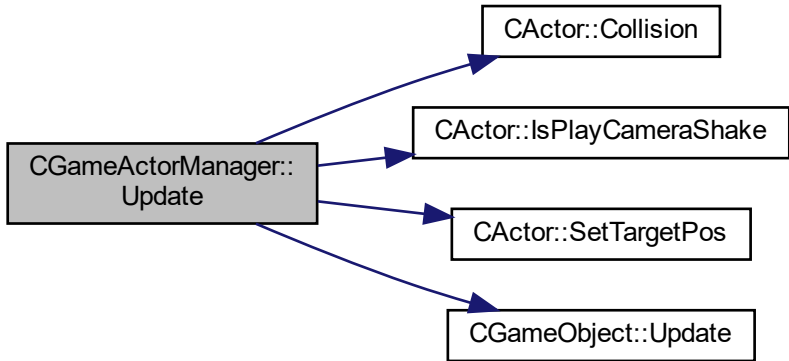 CGameActorManager::
Update
CActor::Collision
CActor::IsPlayCameraShake
CActor::SetTargetPos
CGameObject::Update